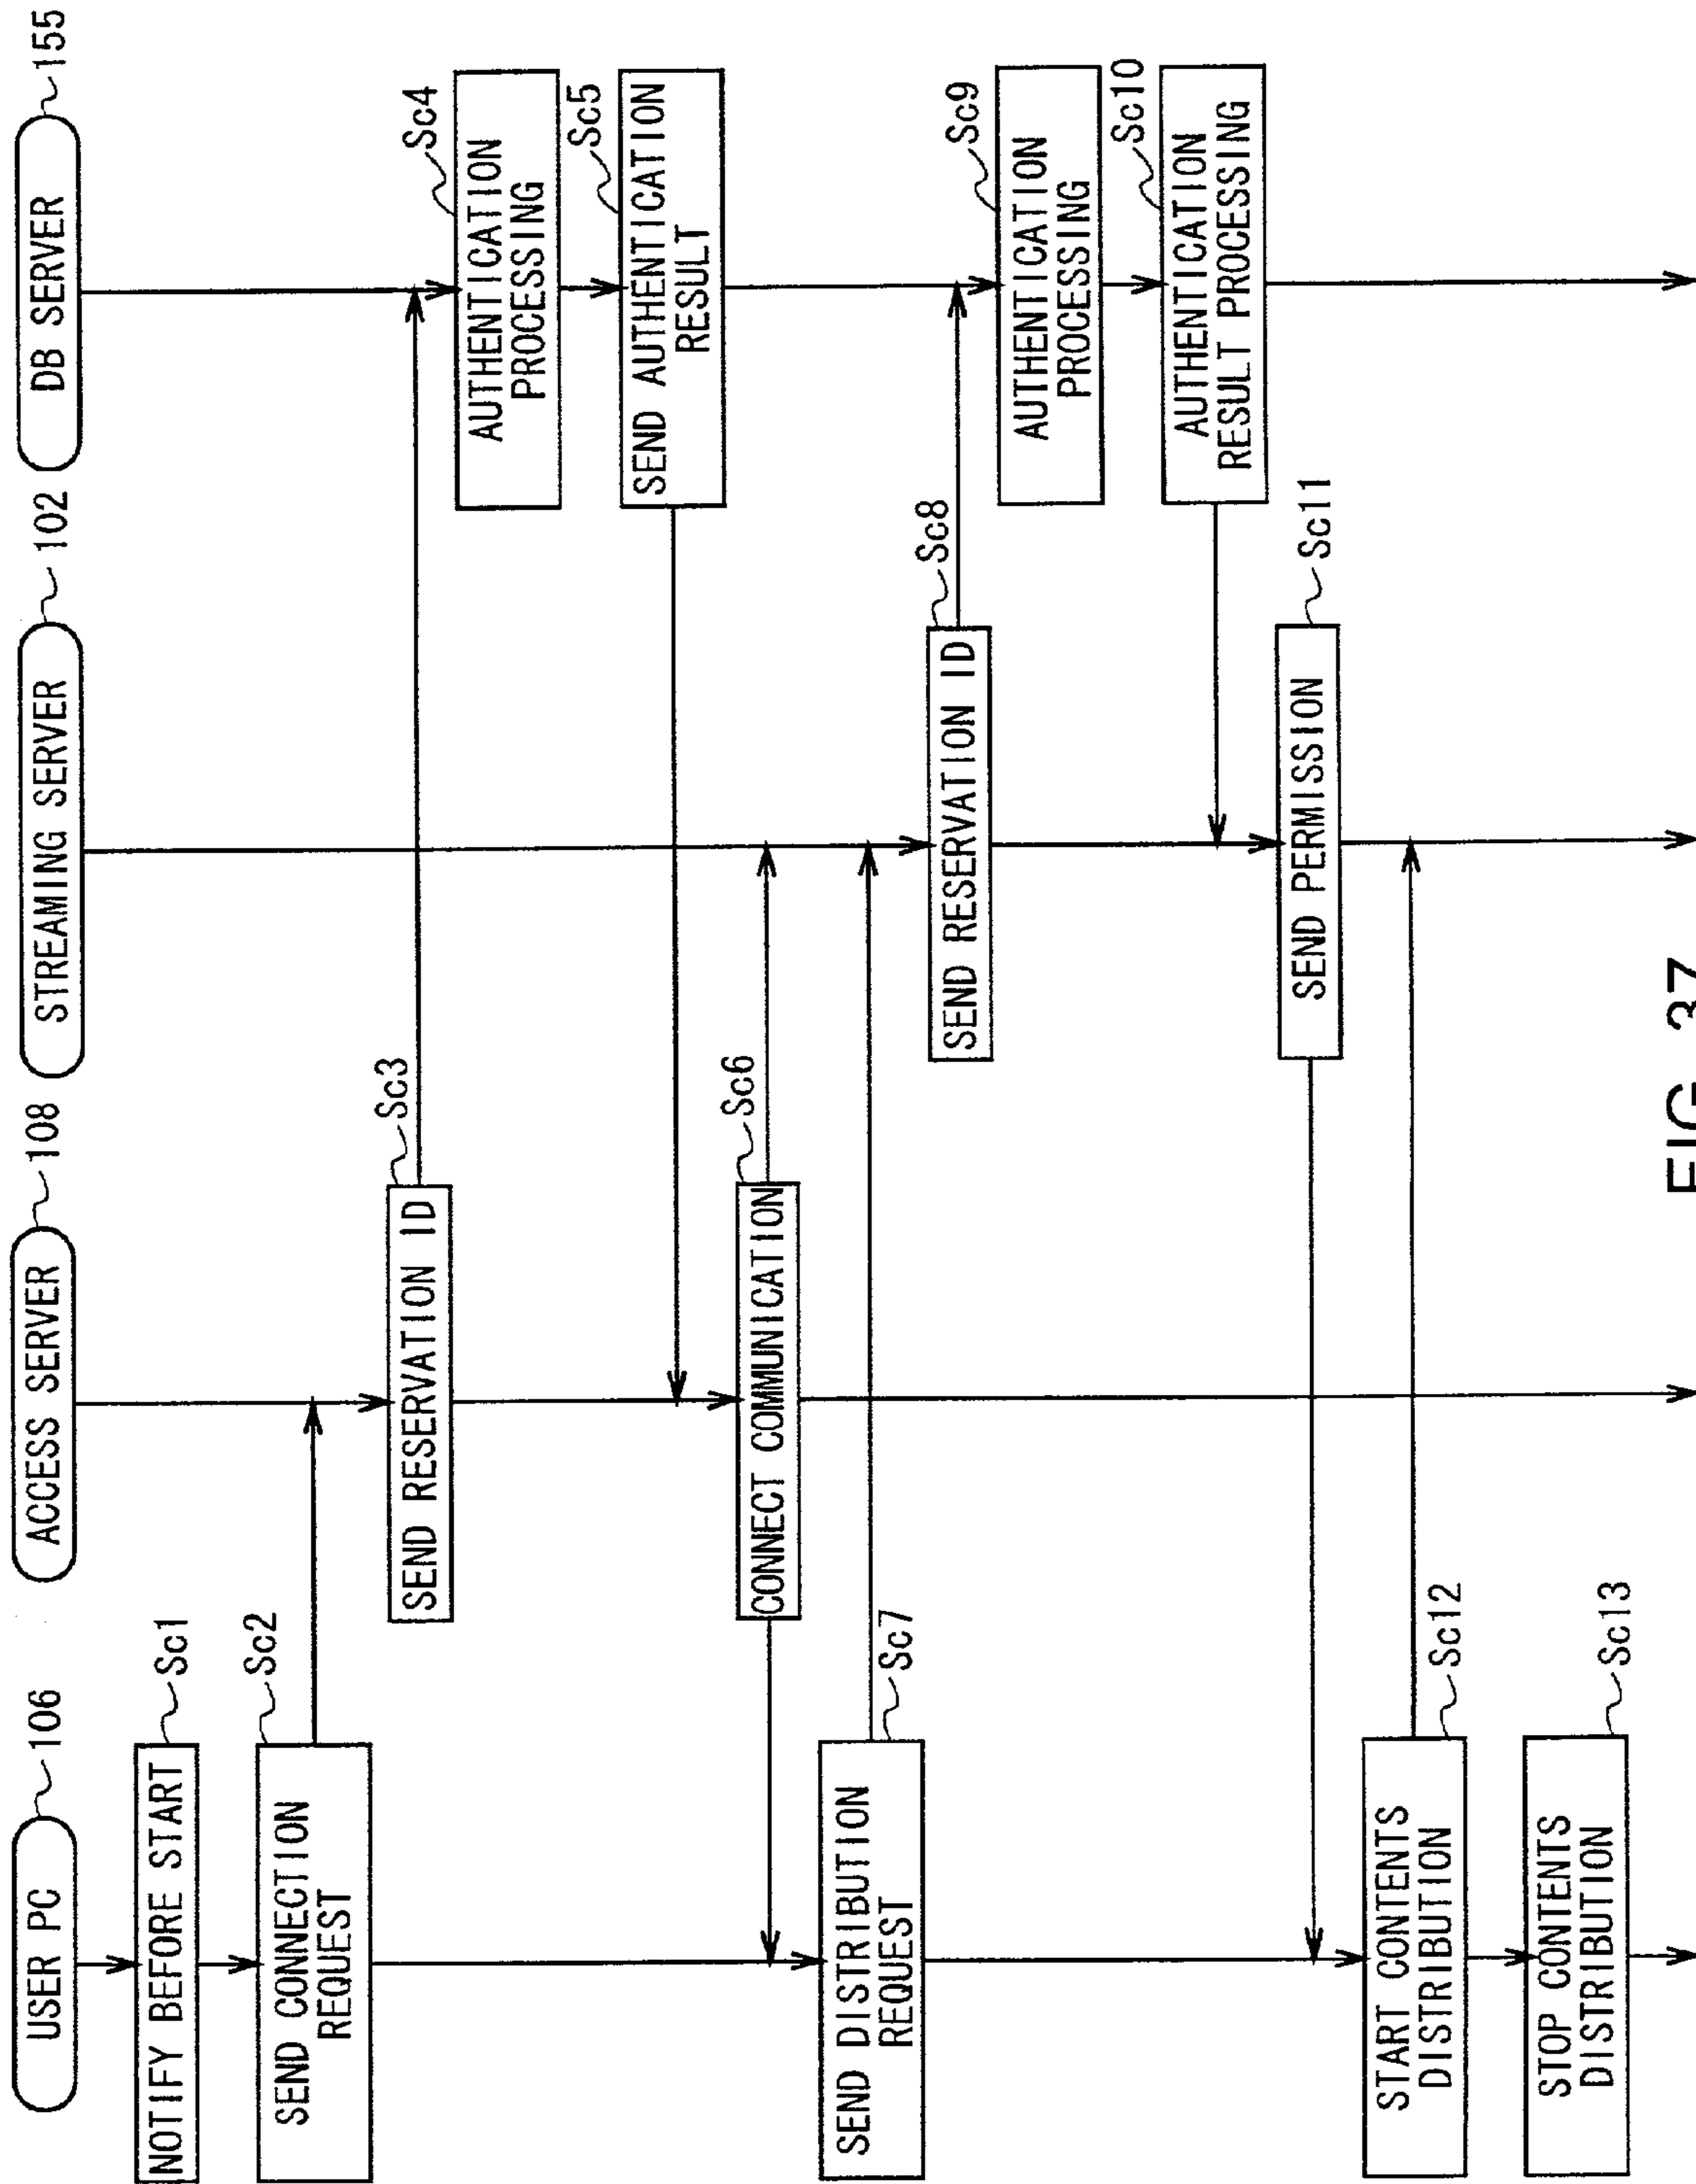 USER PC
106
ACCESS SERVER
108
STREAMING SERVER
102
DB SERVER
155
NOTIFY BEFORE START
Sc1
SEND CONNECTION
REQUEST
Sc2
SEND RESERVATION ID
Sc3
AUTHENTICATION
PROCESSING
Sc4
SEND AUTHENTICATION
RESULT
Sc5
CONNECT COMMUNICATION
Sc6
SEND DISTRIBUTION
REQUEST
Sc7
SEND RESERVATION ID
Sc8
AUTHENTICATION
PROCESSING
Sc9
AUTHENTICATION
RESULT PROCESSING
Sc10
SEND PERMISSION
Sc11
START CONTENTS
DISTRIBUTION
Sc12
STOP CONTENTS
DISTRIBUTION
Sc13
FIG. 37